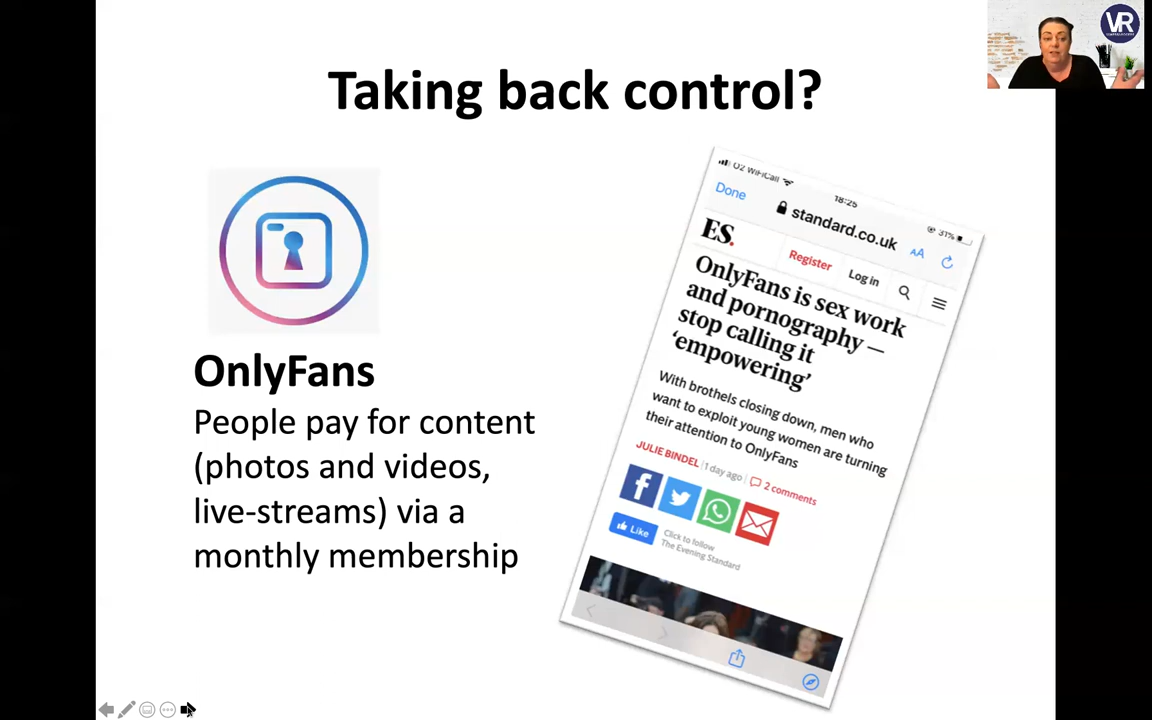 Taking back control?
VR
OnlyFans
People pay for content
(photos and videos,
live-streams) via a
monthly membership
O2 WiFiCall
18:25
31%
Done
standard.co.uk
AA
ES.
Register
Log in
OnlyFans is sex work
and pornography —
stop calling it
‘empowering’
With brothels closing down, men who
want to exploit young women are turning
their attention to OnlyFans
JULIE BINDEL | 1 day ago | 2 comments
f
Like
Click to follow
The Evening Standard